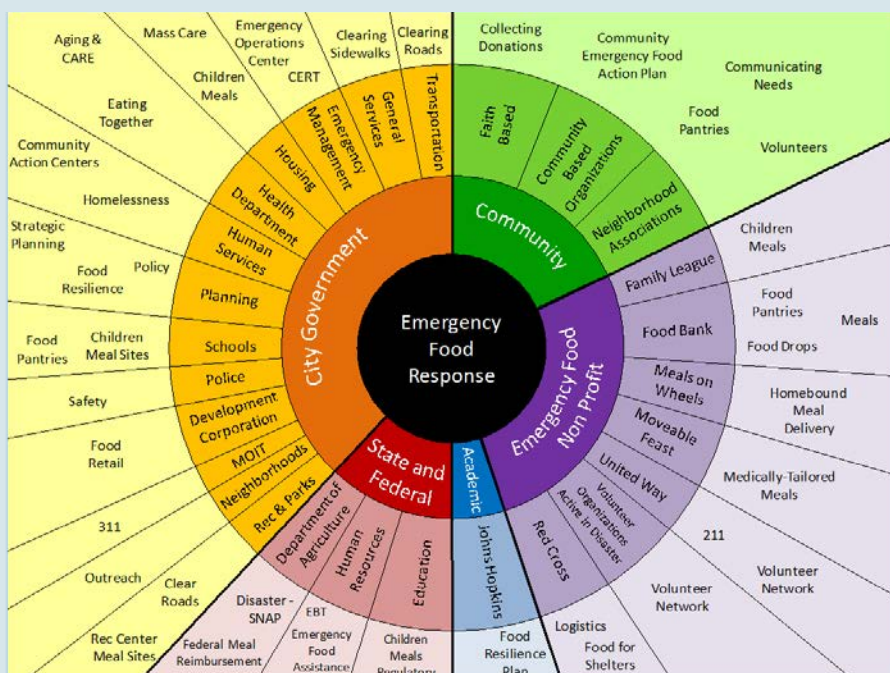 Aging &
CARE
Mass Care
Emergency
Operations
Center
CERT
Clearing
Sidewalks
Clearing
Roads
Children
Meals
Eating
Together
Community
Action Centers
Homelessness
Strategic
Planning
Policy
Food
Resilience
Food
Pantries
Children
Meal Sites
Safety
Food
Retail
311
Outreach
Clear
Roads
Rec Center
Meal Sites
Transportation
General
Services
Emergency
Management
Housing
Health
Department
Human
Services
Planning
Schools
Police
Development
Corporation
MOIT
Neighborhoods
Rec & Parks
City Government
Emergency
Food
Response
Community
Faith
Based
Community
Based
Organizations
Neighborhood
Associations
Collecting
Donations
Community
Emergency Food
Action Plan
Communicating
Needs
Food
Pantries
Volunteers
Emergency Food
Non Profit
Family League
Food Bank
Meals on
Wheels
Moveable
Feast
United Way
Volunteer
Organizations
Active in Disaster
Red Cross
Children
Meals
Food
Pantries
Meals
Food Drops
Homebound
Meal
Delivery
Medically-Tailored
Meals
211
Volunteer
Network
Volunteer
Network
Logistics
Food for
Shelters
Academic
Johns Hopkins
Food
Resilience
Plan
State and
Federal
Department of
Agriculture
Human
Resources
Education
Disaster -
SNAP
Federal Meal
Reimbursement
EBT
Emergency
Food
Assistance
Children
Meals
Regulatory